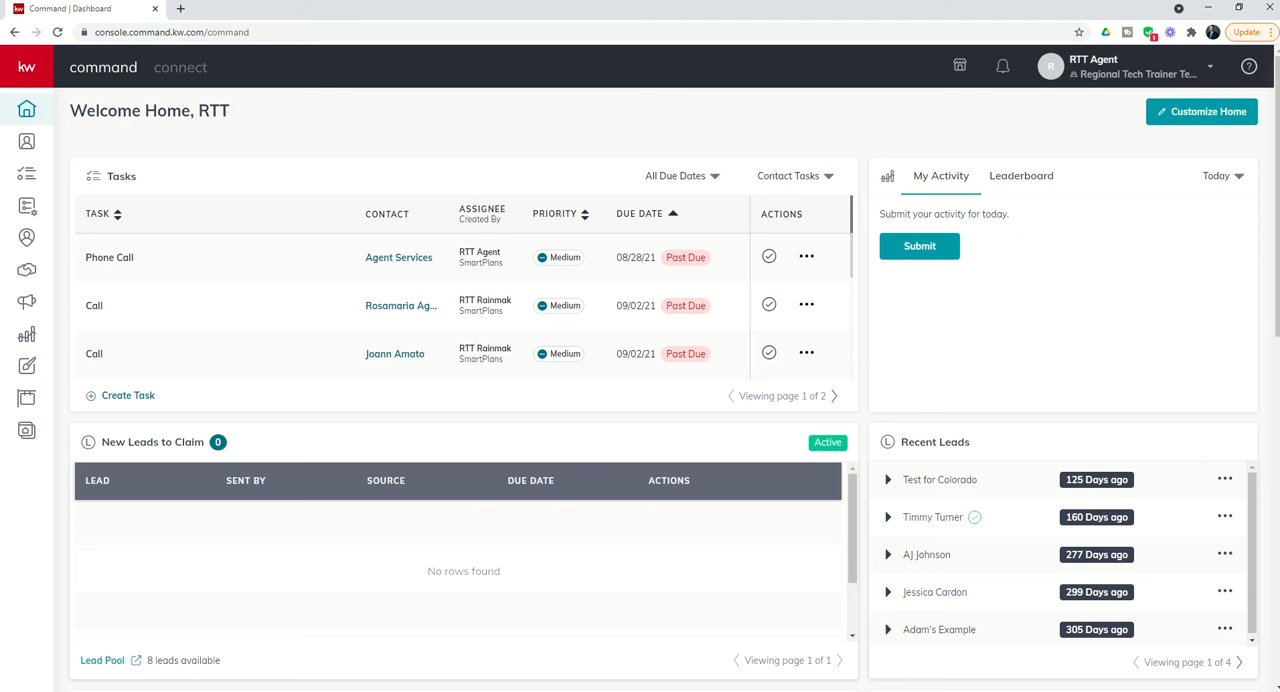 kw Command | Dashboard
console.command.kw.com/command
1
Update
kw
command connect
R
RTT Agent
Regional Tech Trainer Te...
?
Welcome Home, RTT
Customize Home
Tasks
All Due Dates
Contact Tasks
TASK
CONTACT
ASSIGNEE
Created By
PRIORITY
DUE DATE
ACTIONS
Phone Call
Agent Services
RTT Agent
SmartPlans
Medium
08/28/21
Past Due
Call
Rosamaria Ag...
RTT Rainmak
SmartPlans
Medium
09/02/21
Past Due
Call
Joann Amato
RTT Rainmak
SmartPlans
Medium
09/02/21
Past Due
Create Task
Viewing page 1 of 2
My Activity
Leaderboard
Today
Submit your activity for today.
Submit
L New Leads to Claim 0
Active
LEAD SENT BY SOURCE DUE DATE ACTIONS
No rows found
Lead Pool 8 leads available
Viewing page 1 of 1
L Recent Leads
Test for Colorado 125 Days ago
Timmy Turner 160 Days ago
AJ Johnson 277 Days ago
Jessica Cardon 299 Days ago
Adam's Example 305 Days ago
Viewing page 1 of 4